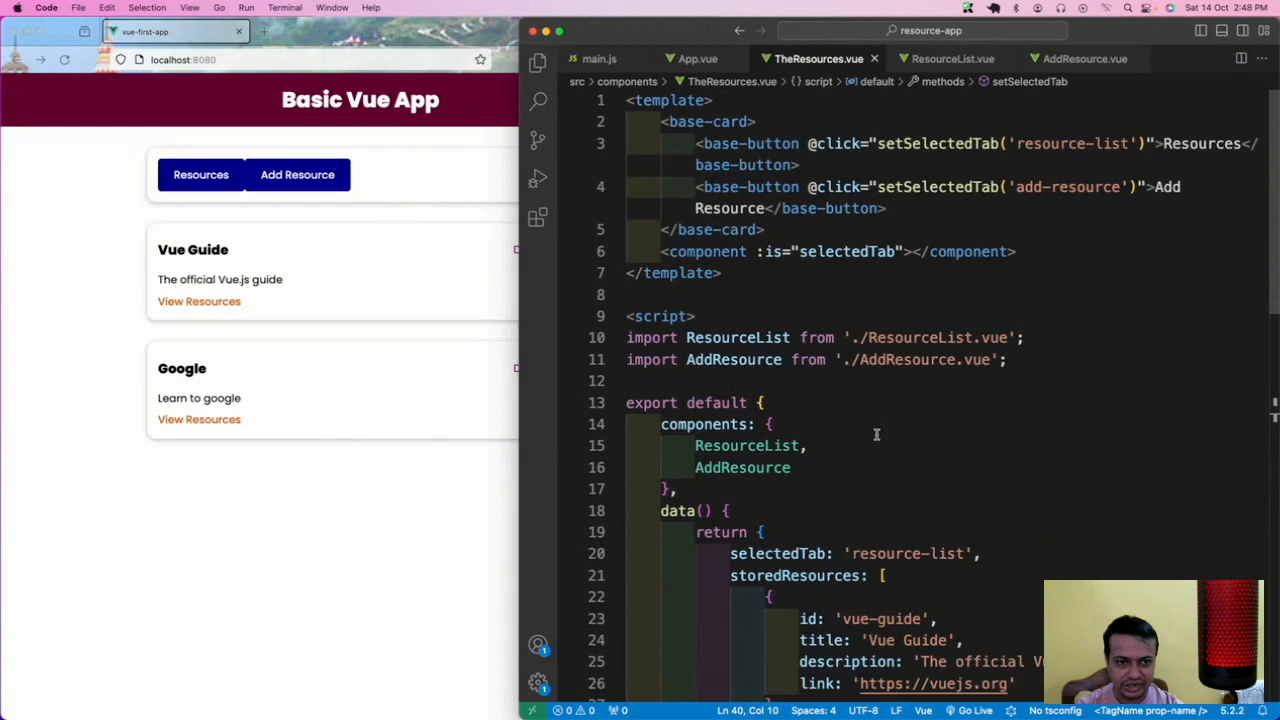 Code File Edit Selection View Go Run Terminal Window Help
Sat 14 Oct 2:48 PM
vue-first-app
localhost:8080
Basic Vue App
Resources Add Resource
Vue Guide
The official Vue.js guide
View Resources
Google
Learn to google
View Resources
resource-app
main.js App.vue TheResources.vue ResourceList.vue AddResource.vue
src > components > TheResources.vue > {} script > default > methods > setSelectedTab
1 <template>
2 <base-card>
3 <base-button @click="setSelectedTab('resource-list')">Resources</
base-button>
4 <base-button @click="setSelectedTab('add-resource')">Add
Resource</base-button>
5 </base-card>
6 <component :is="selectedTab"></component>
7 </template>
8
9 <script>
10 import ResourceList from './ResourceList.vue';
11 import AddResource from './AddResource.vue';
12
13 export default {
14 components: {
15 ResourceList,
16 AddResource
17 },
18 data() {
19 return {
20 selectedTab: 'resource-list',
21 storedResources: [
22 {
23 id: 'vue-guide',
24 title: 'Vue Guide',
25 description: 'The official
26 link: 'https://vuejs.org'
0 0 0 Ln 40, Col 10 Spaces: 4 UTF-8 LF Vue Go Live No tsconfig <TagName prop-name /> 5.2.2